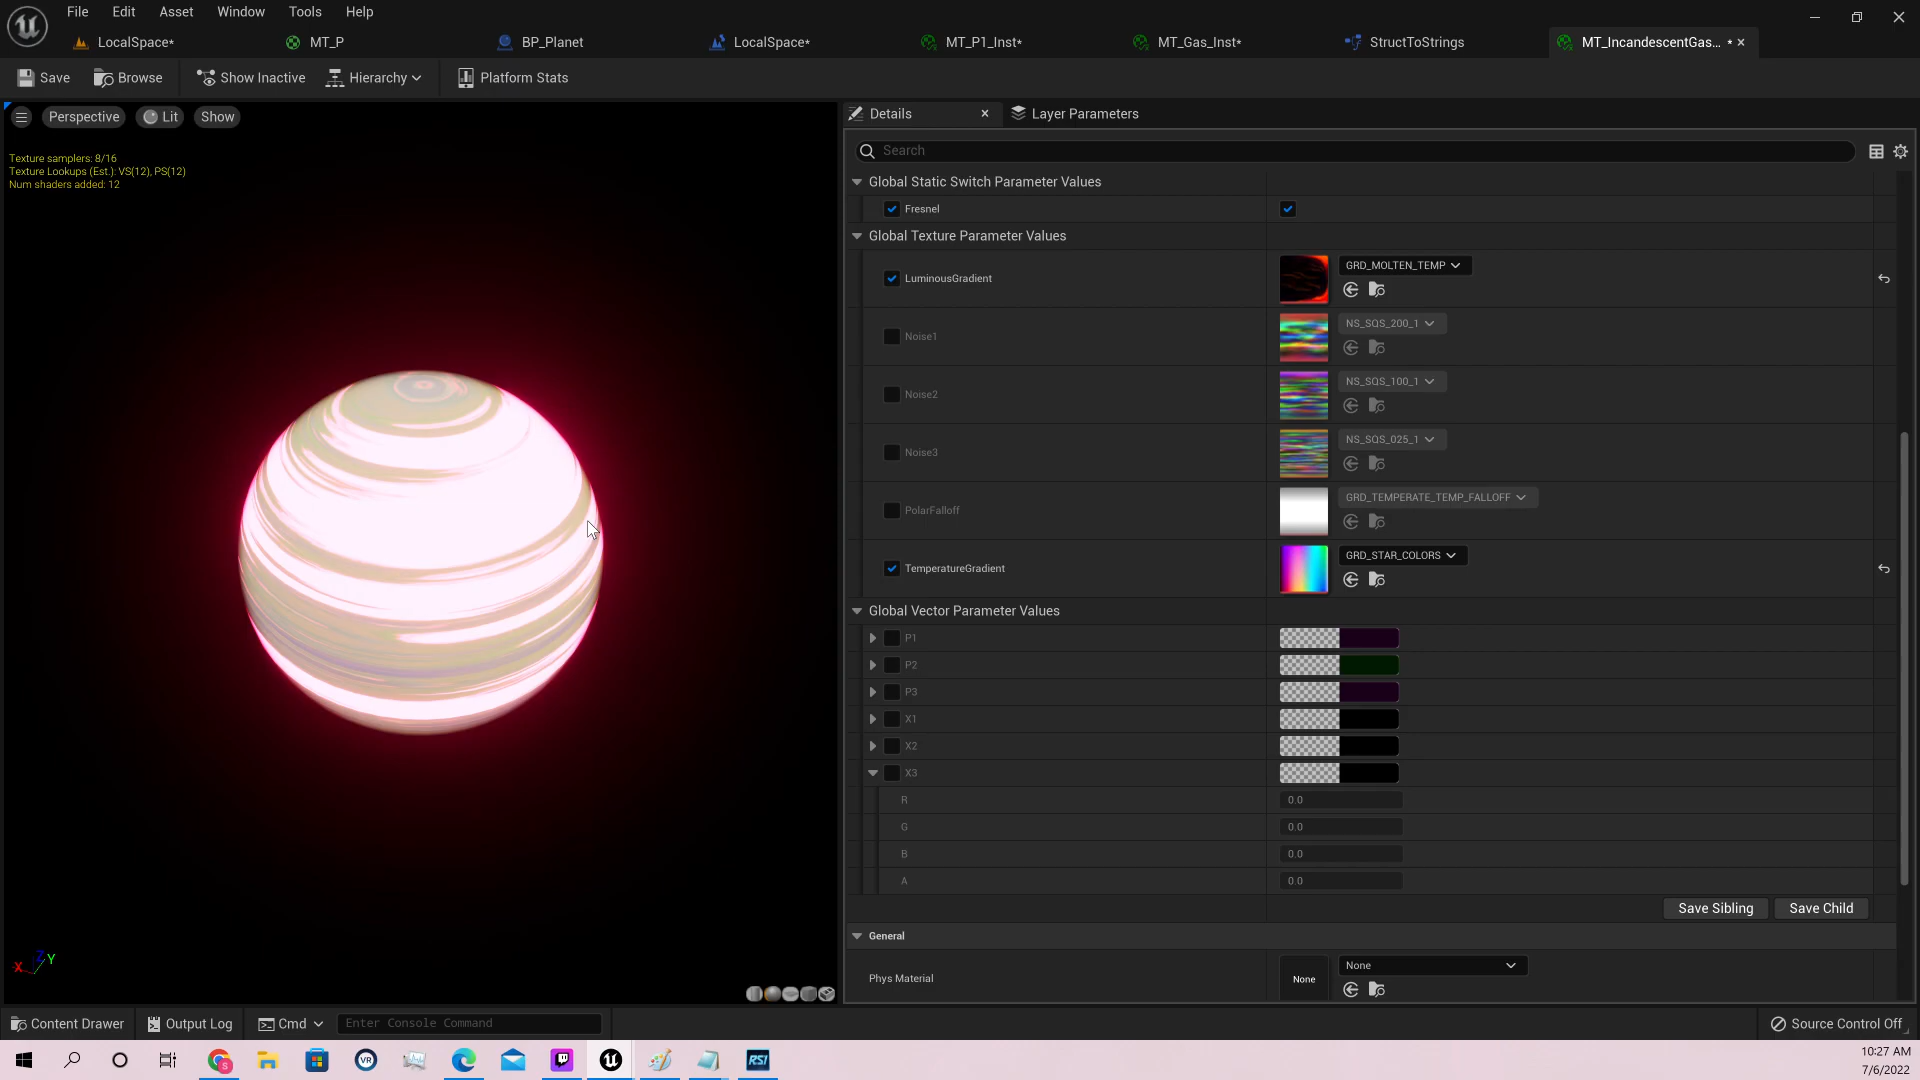 File Edit Asset Window Tools Help
LocalSpace* MT_P BP_Planet LocalSpace* MT_P1_Inst* MT_Gas_Inst* StructToStrings MT_IncandescentGas... *
Save Browse Show Inactive Hierarchy Platform Stats
Perspective Lit Show
Details Layer Parameters
Texture samplers: 8/16
Texture Lookups (Est.): VS(12), PS(12)
Num shaders added: 12
Search
Global Static Switch Parameter Values
Fresnel
Global Texture Parameter Values
LuminousGradient GRD_MOLTEN_TEMP
Noise1 NS_SQS_200_1
Noise2 NS_SQS_100_1
Noise3 NS_SQS_025_1
PolarFalloff GRD_TEMPERATE_TEMP_FALLOFF
TemperatureGradient GRD_STAR_COLORS
Global Vector Parameter Values
P1
P2
P3
X1
X2
X3
R 0.0
G 0.0
B 0.0
A 0.0
Save Sibling Save Child
General
Phys Material None None
X Z Y
Content Drawer Output Log Cmd Enter Console Command Source Control Off
S VR RSI
10:27 AM
7/6/2022